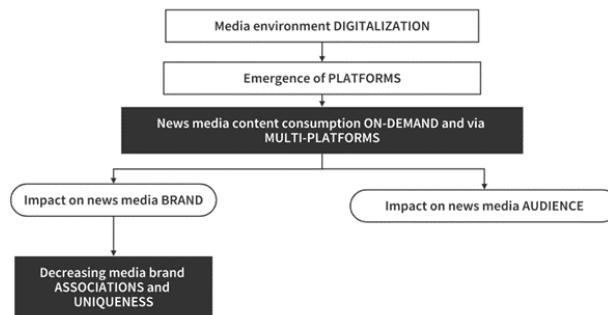 Media environment DIGITALIZATION
Emergence of PLATFORMS
News media content consumption ON-DEMAND and via
MULTI-PLATFORMS
Impact on news media BRAND
Impact on news media AUDIENCE
Decreasing media brand
ASSOCIATIONS and
UNIQUENESS